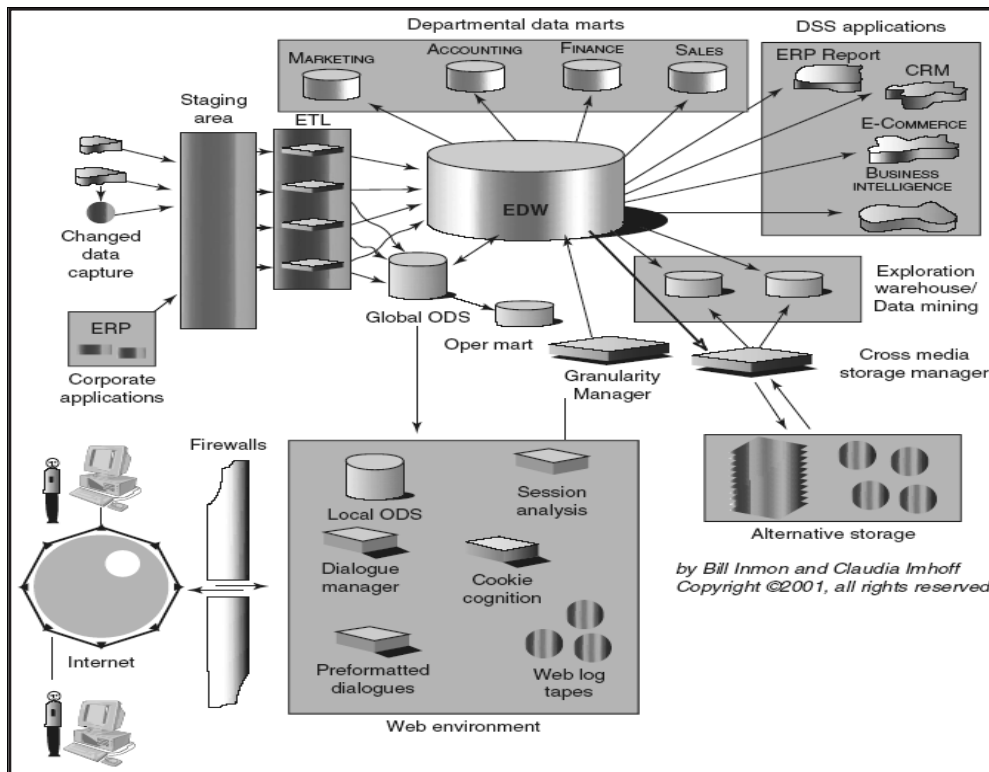 Departmental data marts
DSS applications
MARKETING
ACCOUNTING
FINANCE
SALES
ERP Report
CRM
E-COMMERCE
BUSINESS
INTELLIGENCE
Staging
area
ETL
EDW
Changed
data
capture
Global ODS
Oper mart
Exploration
warehouse/
Data mining
ERP
Corporate
applications
Granularity
Manager
Cross media
storage manager
Firewalls
Local ODS
Session
analysis
Dialogue
manager
Cookie
cognition
Preformatted
dialogues
Web log
tapes
Web environment
Internet
Alternative storage
by Bill Inmon and Claudia Imhoff
Copyright ©2001, all rights reserved